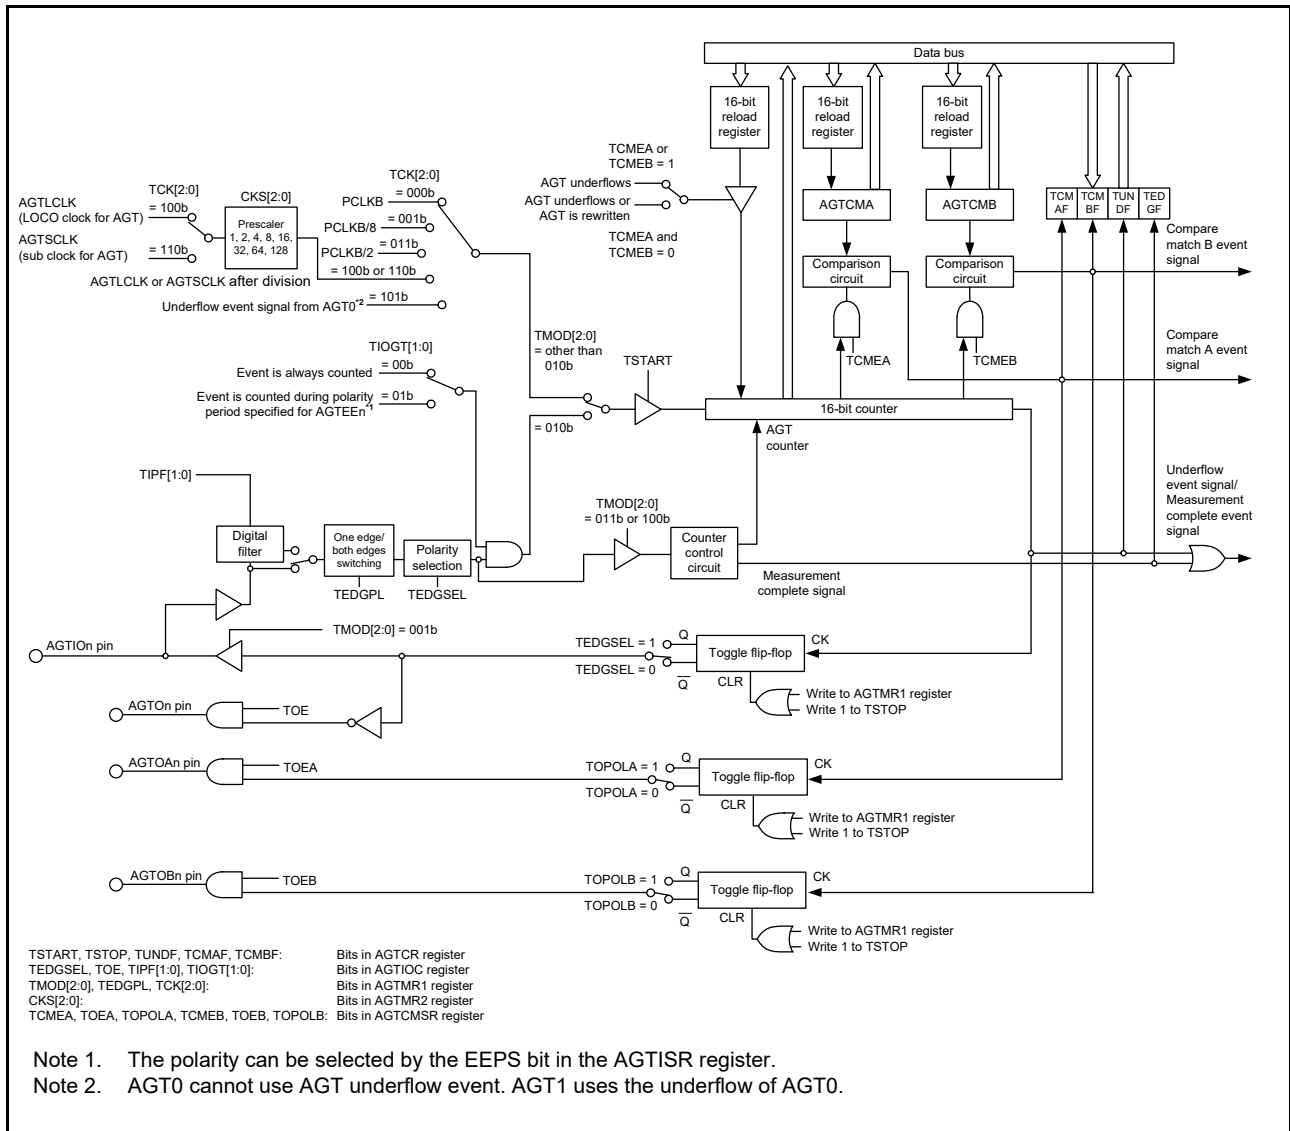 Data bus
16-bit reload register
16-bit reload register
16-bit reload register
TCMEA or
TCMEB = 1
AGT underflows
AGT underflows or
AGT is rewritten
TCMEA and
TCMEB = 0
AGTCMA
AGTCMB
TCM AF
TCM BF
TUN DF
TED GF
Comparison circuit
Comparison circuit
TCMEA
TCMEB
Compare
match B event
signal
Compare
match A event
signal
TCK[2:0]
AGTLCLK
(LOCO clock for AGT)
= 100b
AGTSCLK
(sub clock for AGT)
= 110b
CKS[2:0]
Prescaler
1, 2, 4, 8, 16,
32, 64, 128
TCK[2:0]
PCLKB
= 000b
PCLKB/8
= 001b
PCLKB/2
= 011b
AGTLCLK or AGTSCLK after division
= 100b or 110b
Underflow event signal from AGT0*2
= 101b
TIOGT[1:0]
Event is always counted
= 00b
Event is counted during polarity
period specified for AGTEEn*1
= 01b
TMOD[2:0]
= other than
010b
= 010b
TSTART
16-bit counter
AGT
counter
TIPF[1:0]
Digital
filter
One edge/
both edges
switching
TEDGPL
Polarity
selection
TEDGSEL
TMOD[2:0]
= 011b or 100b
Counter
control
circuit
Measurement
complete signal
Underflow
event signal/
Measurement
complete event
signal
AGTIOn pin
TMOD[2:0] = 001b
TEDGSEL = 1
TEDGSEL = 0
Q
Q
Toggle flip-flop
CK
CLR
Write to AGTMR1 register
Write 1 to TSTOP
AGTOn pin
TOE
AGTOAn pin
TOEA
TOPOLA = 1
TOPOLA = 0
Q
Q
Toggle flip-flop
CK
CLR
Write to AGTMR1 register
Write 1 to TSTOP
AGTOBn pin
TOEB
TOPOLB = 1
TOPOLB = 0
Q
Q
Toggle flip-flop
CK
CLR
Write to AGTMR1 register
Write 1 to TSTOP
TSTART, TSTOP, TUNDF, TCMAF, TCMBF: Bits in AGTCR register
TEDGSEL, TOE, TIPF[1:0], TIOGT[1:0]: Bits in AGTIOC register
TMOD[2:0], TEDGPL, TCK[2:0]: Bits in AGTMR1 register
CKS[2:0]: Bits in AGTMR2 register
TCMEA, TOEA, TOPOLA, TCMEB, TOEB, TOPOLB: Bits in AGTCMSR register
Note 1. The polarity can be selected by the EEPS bit in the AGTISR register.
Note 2. AGT0 cannot use AGT underflow event. AGT1 uses the underflow of AGT0.